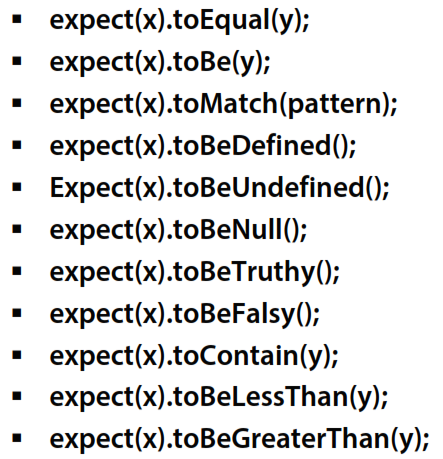 ▪ expect(x).toEqual(y);
▪ expect(x).toBe(y);
▪ expect(x).toMatch(pattern);
▪ expect(x).toBeDefined();
▪ Expect(x).toBeUndefined();
▪ expect(x).toBeNull();
▪ expect(x).toBeTruthy();
▪ expect(x).toBeFalsy();
▪ expect(x).toContain(y);
▪ expect(x).toBeLessThan(y);
▪ expect(x).toBeGreaterThan(y);